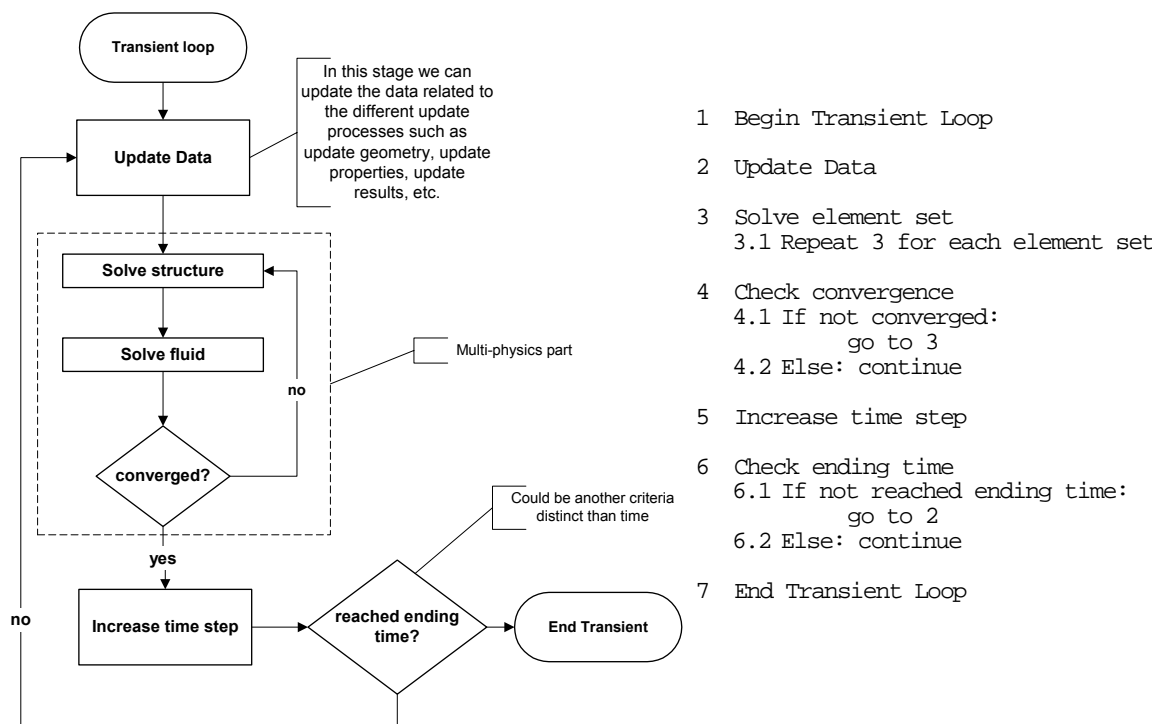 Transient loop
In this stage we can
update the data related to
the different update
processes such as
update geometry, update
properties, update
results, etc.
Update Data
Solve structure
Solve fluid
no
Multi-physics part
converged?
Could be another criteria
distinct than time
yes
no
Increase time step
reached ending
time?
End Transient
1 Begin Transient Loop
2 Update Data
3 Solve element set
3.1 Repeat 3 for each element set
4 Check convergence
4.1 If not converged:
go to 3
4.2 Else: continue
5 Increase time step
6 Check ending time
6.1 If not reached ending time:
go to 2
6.2 Else: continue
7 End Transient Loop